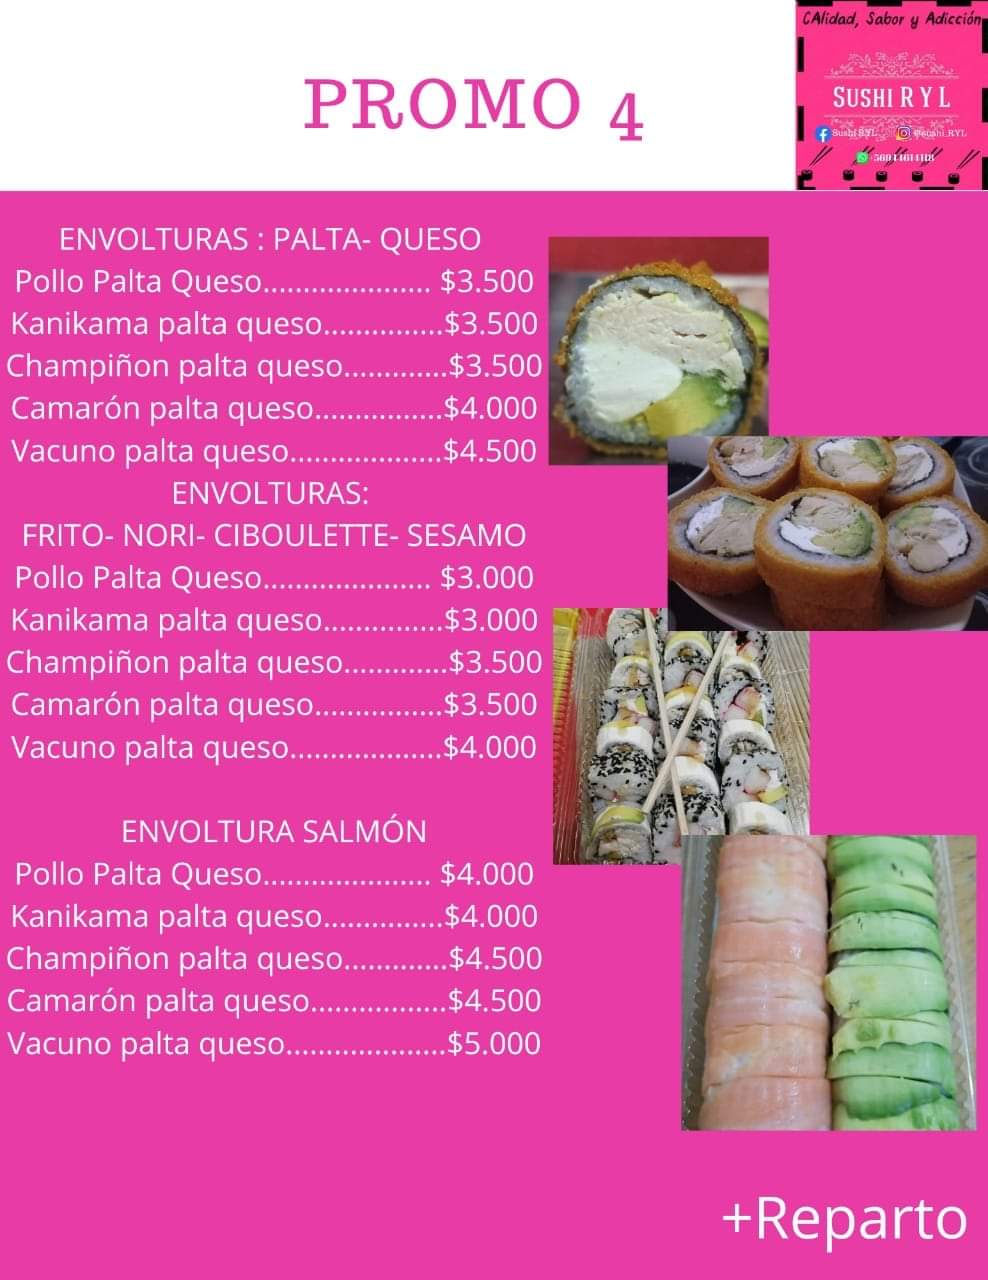 CAlidad, Sabor y Adicción
SUSHI R Y L
Sushi RYL
@sushi_RYL
PROMO 4
ENVOLTURAS : PALTA- QUESO
Pollo Palta Queso..................... $3.500
Kanikama palta queso...............$3.500
Champiñon palta queso.............$3.500
Camarón palta queso................$4.000
Vacuno palta queso...................$4.500
ENVOLTURAS:
FRITO- NORI- CIBOULETTE- SESAMO
Pollo Palta Queso..................... $3.000
Kanikama palta queso...............$3.000
Champiñon palta queso.............$3.500
Camarón palta queso................$3.500
Vacuno palta queso...................$4.000
ENVOLTURA SALMÓN
Pollo Palta Queso..................... $4.000
Kanikama palta queso...............$4.000
Champiñon palta queso.............$4.500
Camarón palta queso.................$4.500
Vacuno palta queso....................$5.000
+Reparto